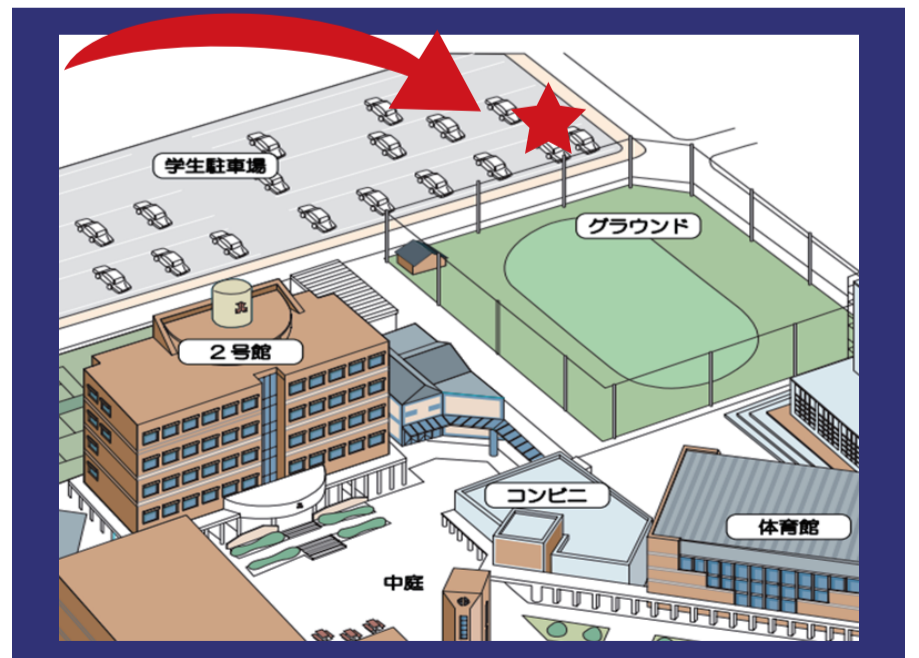 学生駐車場
グラウンド
2号館
コンビニ
体育館
中庭